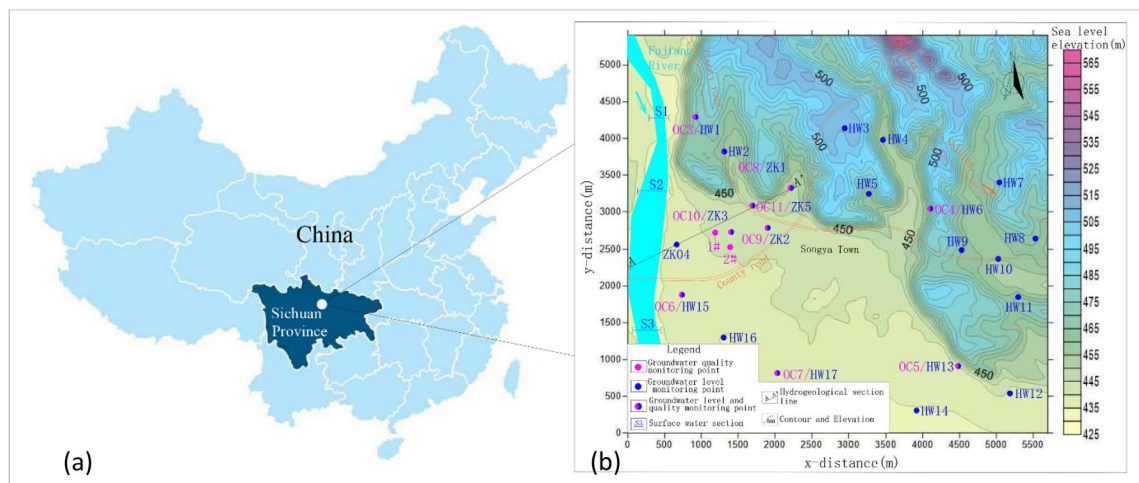 China
Sichuan
Province
(a)
Sea level
elevation(m)
Fujiang
River
S1
S2
S3
OC3/HW1
HW2
HW3
HW4
HW5
OC8/ZK1
A'
OC11/ZK5
OC10/ZK3
OC9/ZK2
1#
2#
ZK04
A
OC4/HW6
HW7
HW8
HW9
HW10
HW11
Songya Town
County road
OC6/HW15
HW16
OC7/HW17
OC5/HW13
HW14
HW12
500
500
500
500
500
450
450
450
450
Legend
Groundwater quality
monitoring point
Groundwater level
monitoring point
Groundwater level and
quality monitoring point
S1 Surface water section
Hydrogeological section
line
Contour and Elevation
5000
4500
4000
3500
3000
2500
2000
1500
1000
500
0
y-distance(m)
0 500 1000 1500 2000 2500 3000 3500 4000 4500 5000 5500
x-distance(m)
565
555
545
535
525
515
505
495
485
475
465
455
445
435
425
(b)